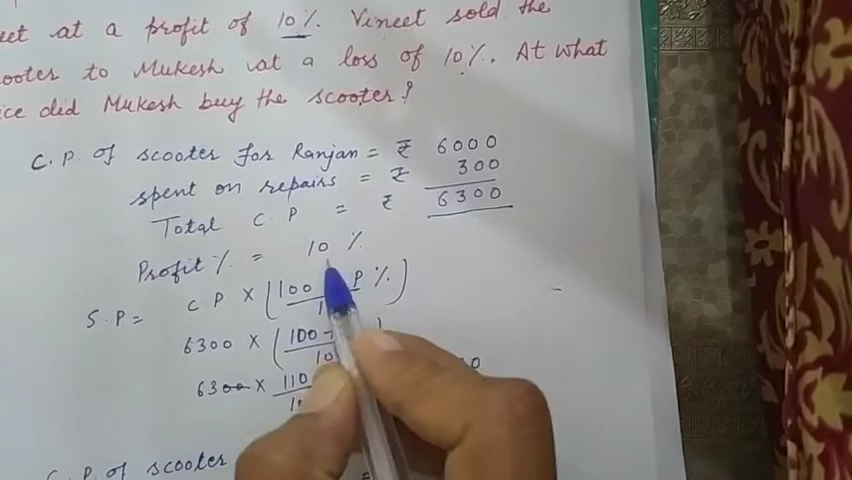 eet at a profit of 10%. Vineet sold the
ooter to Mukesh at a loss of 10%. At what
ice did Mukesh buy the scooter?
C.P. of scooter for Ranjan = ₹ 6000
spent on repairs = ₹ 300
Total C.P = ₹ 6300
Profit % = 10 %
S.P = C.P X (100 P%)
6300 X (100
6300 X 110
C.P. of scooter